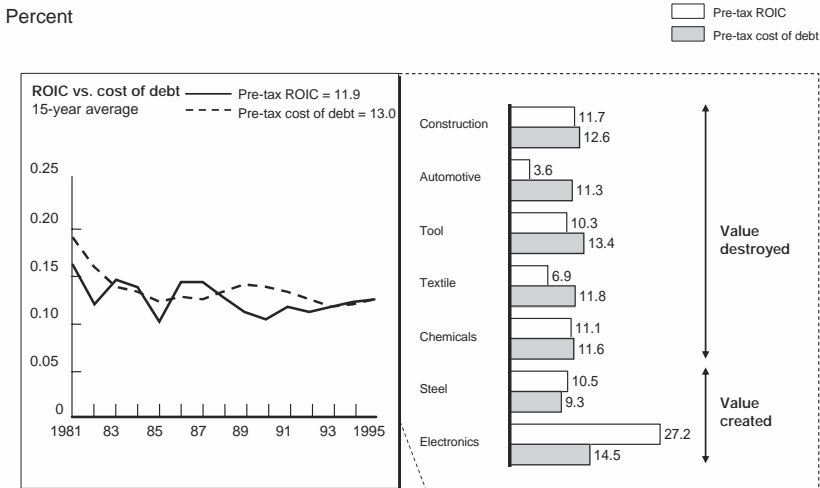 Percent
Pre-tax ROIC
Pre-tax cost of debt
ROIC vs. cost of debt
15-year average
Pre-tax ROIC = 11.9
Pre-tax cost of debt = 13.0
0.25
0.20
0.15
0.10
0.05
0
1981 83 85 87 89 91 93 1995
Construction
11.7
12.6
Automotive
3.6
11.3
Tool
10.3
13.4
Textile
6.9
11.8
Chemicals
11.1
11.6
Steel
10.5
9.3
Electronics
27.2
14.5
Value
destroyed
Value
created